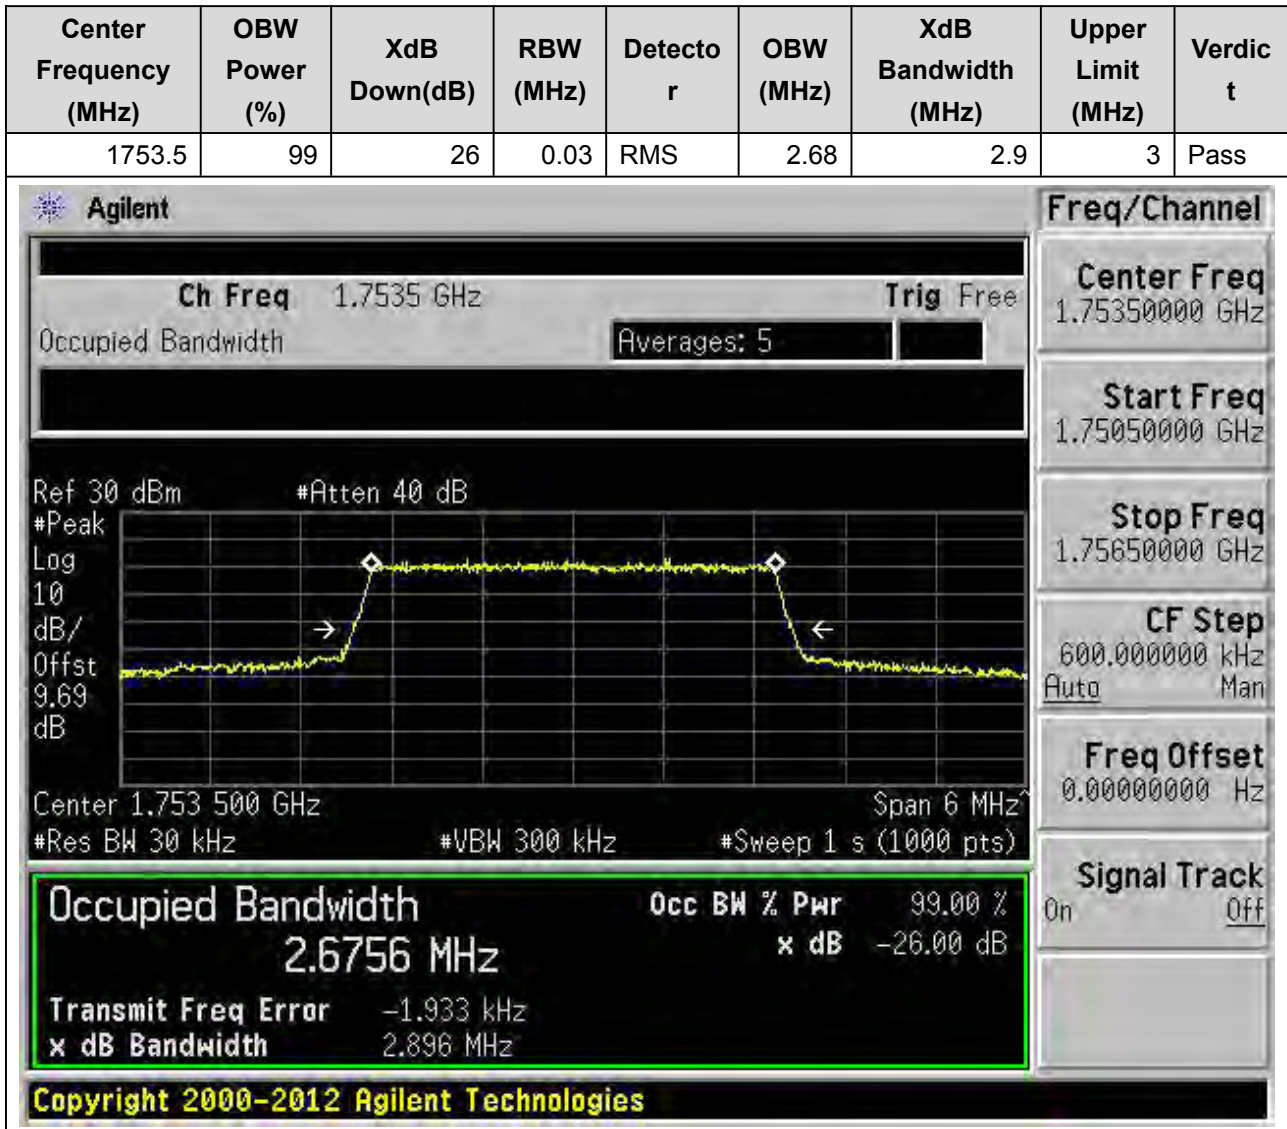 Center Frequency (MHz) OBW Power (%) XdB Down(dB) RBW (MHz) Detecto r OBW (MHz) XdB Bandwidth (MHz) Upper Limit (MHz) Verdic t
1753.5 99 26 0.03 RMS 2.68 2.9 3 Pass
Agilent
Freq/Channel
Ch Freq 1.7535 GHz Trig Free
Occupied Bandwidth Averages: 5
Center Freq
1.75350000 GHz
Start Freq
1.75050000 GHz
Stop Freq
1.75650000 GHz
CF Step
600.000000 kHz
Auto Man
Freq Offset
0.00000000 Hz
Signal Track
On Off
Ref 30 dBm #Atten 40 dB
#Peak
Log
10
dB/
Offst
9.69
dB
Center 1.753 500 GHz Span 6 MHz^
#Res BW 30 kHz #VBW 300 kHz #Sweep 1 s (1000 pts)
Occupied Bandwidth Occ BW % Pwr 99.00 %
2.6756 MHz x dB -26.00 dB
Transmit Freq Error -1.933 kHz
x dB Bandwidth 2.896 MHz
Copyright 2000-2012 Agilent Technologies